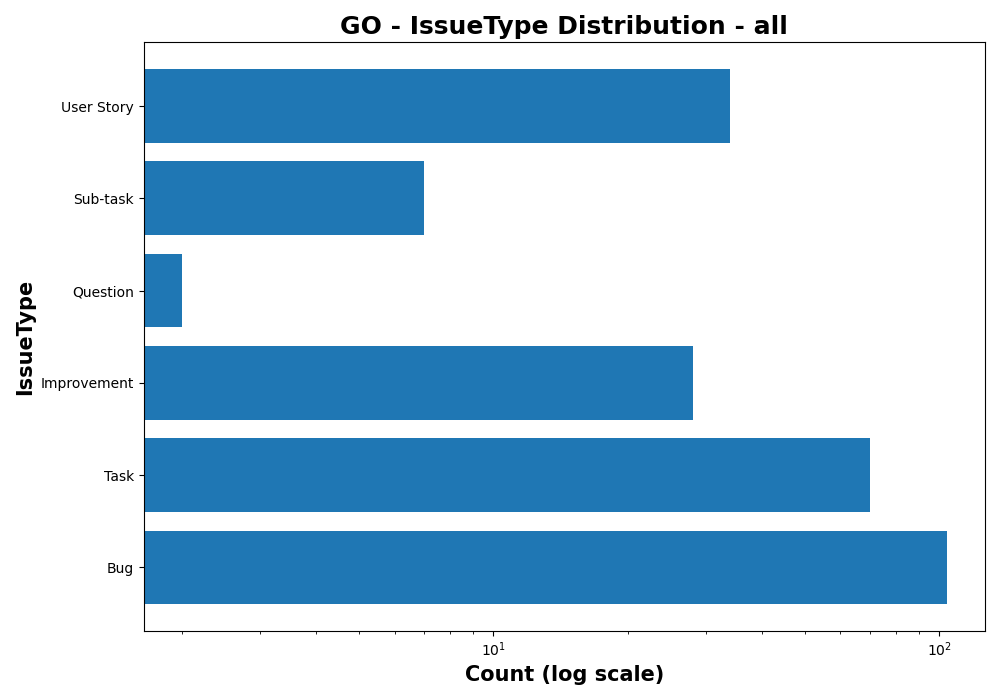 GO - IssueType Distribution - all
User Story
Sub-task
Question
Improvement
Task
Bug
IssueType
10¹
10²
Count (log scale)